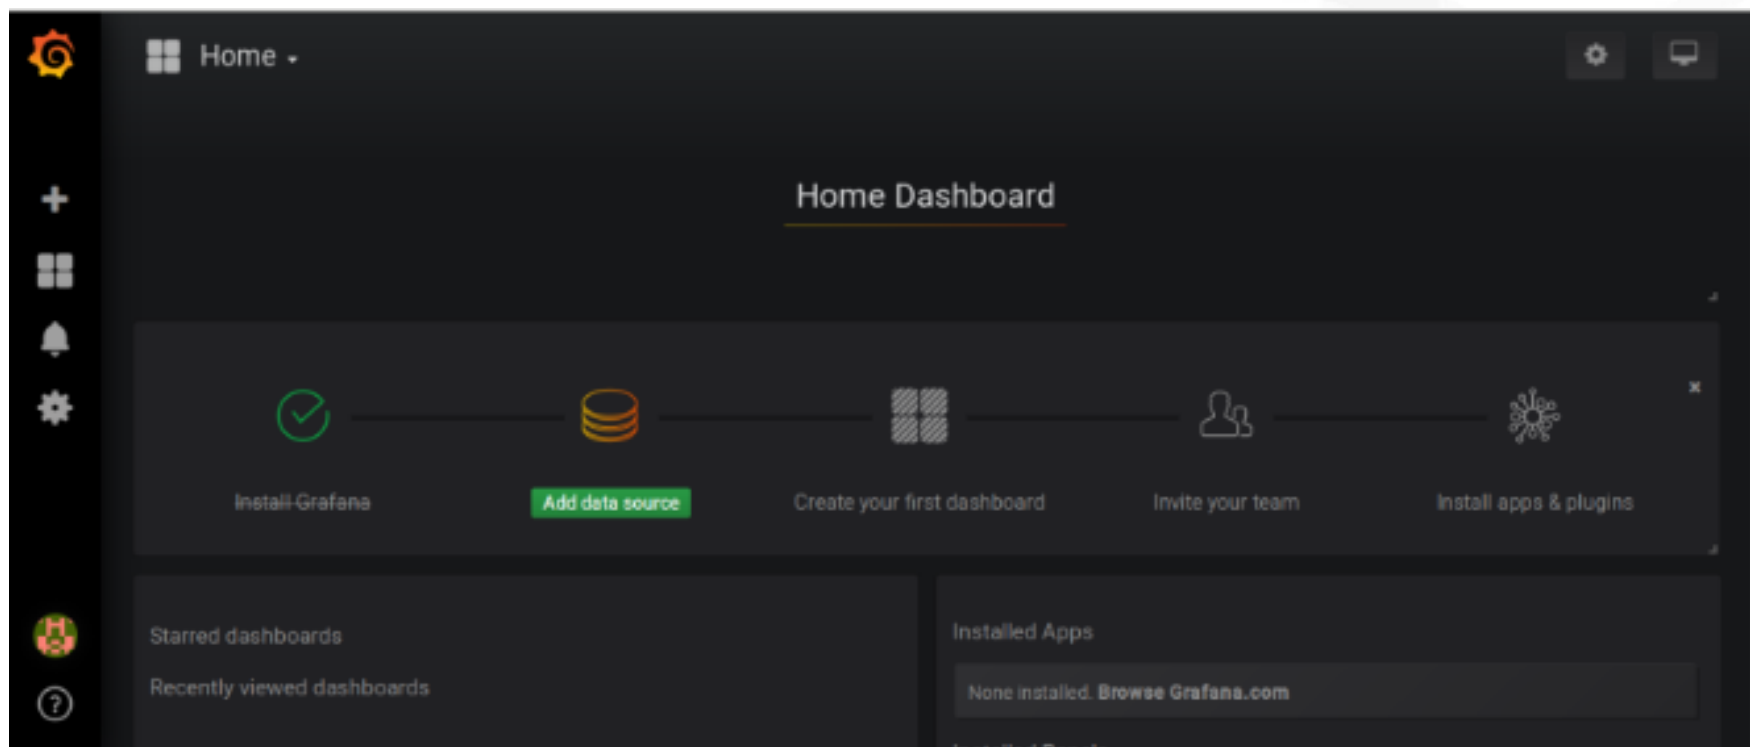 Home
Home Dashboard
Install Grafana
Add data source
Create your first dashboard
Invite your team
Install apps & plugins
Starred dashboards
Recently viewed dashboards
Installed Apps
None installed. Browse Grafana.com